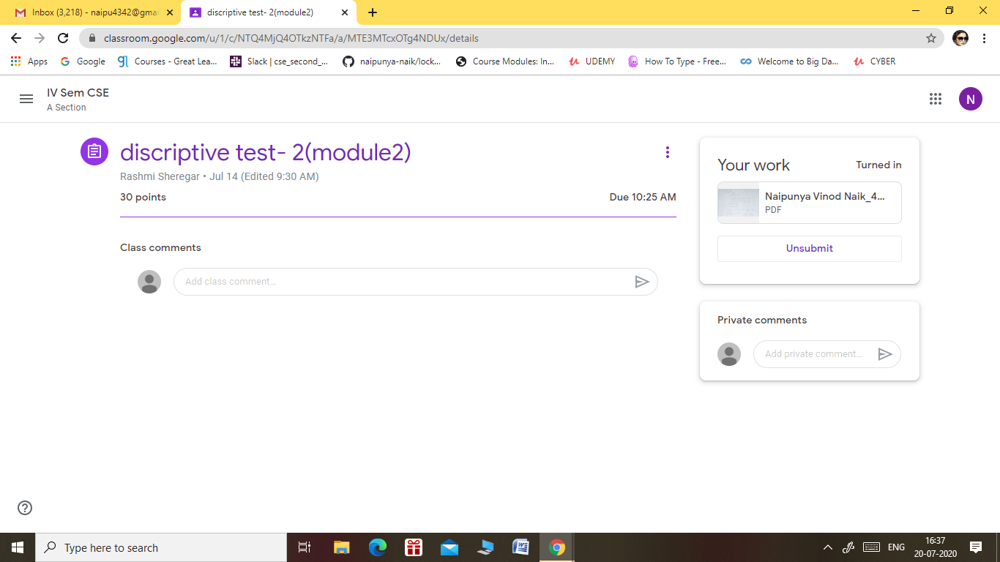 Inbox (3,218) - naipu4342@gmai
discriptive test- 2(module2)
classroom.google.com/u/1/c/NTQ4MjQ4OTkzNTFa/a/MTE3MTcxOTg4NDUx/details
Apps
Google
Courses - Great Lea...
Slack | cse_second_...
naipunya-naik/lock...
Course Modules: In...
UDEMY
How To Type - Free...
Welcome to Big Da...
CYBER
IV Sem CSE
A Section
N
discriptive test- 2(module2)
Rashmi Sheregar • Jul 14 (Edited 9:30 AM)
30 points
Due 10:25 AM
Class comments
Add class comment...
Your work
Turned in
Naipunya Vinod Naik_4...
PDF
Unsubmit
Private comments
Add private comment...
Type here to search
ENG
16:37
20-07-2020